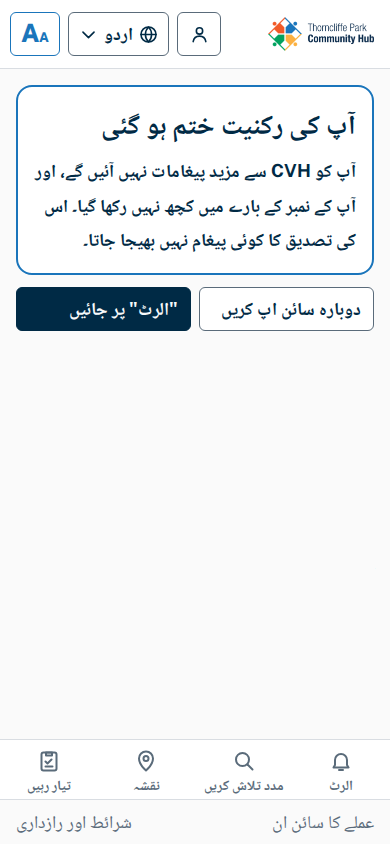 Thorncliffe Park
Community Hub
اردو
AA
آپ کی رکنیت ختم ہو گئی
آپ کو CVH سے مزید پیغامات نہیں آئیں گے، اور
آپ کے نمبر کے بارے میں کچھ نہیں رکھا گیا۔ اس
کی تصدیق کا کوئی پیغام نہیں بھیجا جاتا۔
دوبارہ سائن اپ کریں
"الرٹ" پر جائیں
الرٹ
مدد تلاش کریں
نقشہ
تیار رہیں
عملے کا سائن ان
شرائط اور رازداری